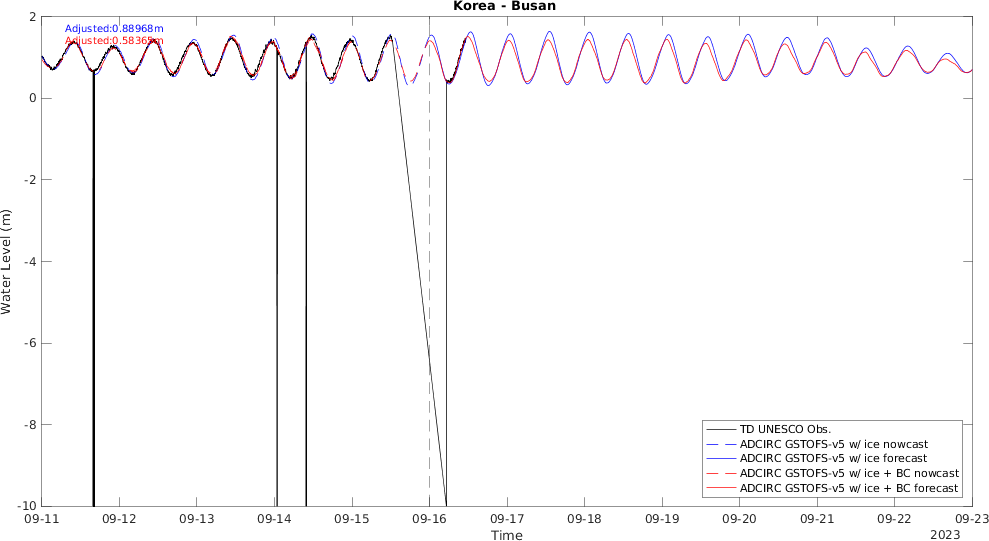 Korea - Busan
Adjusted:0.88968m
Adjusted:0.58365m
Water Level (m)
2
0
-2
-4
-6
-8
-10
TD UNESCO Obs.
ADCIRC GSTOFS-v5 w/ ice nowcast
ADCIRC GSTOFS-v5 w/ ice forecast
ADCIRC GSTOFS-v5 w/ ice + BC nowcast
ADCIRC GSTOFS-v5 w/ ice + BC forecast
09-11 09-12 09-13 09-14 09-15 09-16 09-17 09-18 09-19 09-20 09-21 09-22 09-23
Time
2023